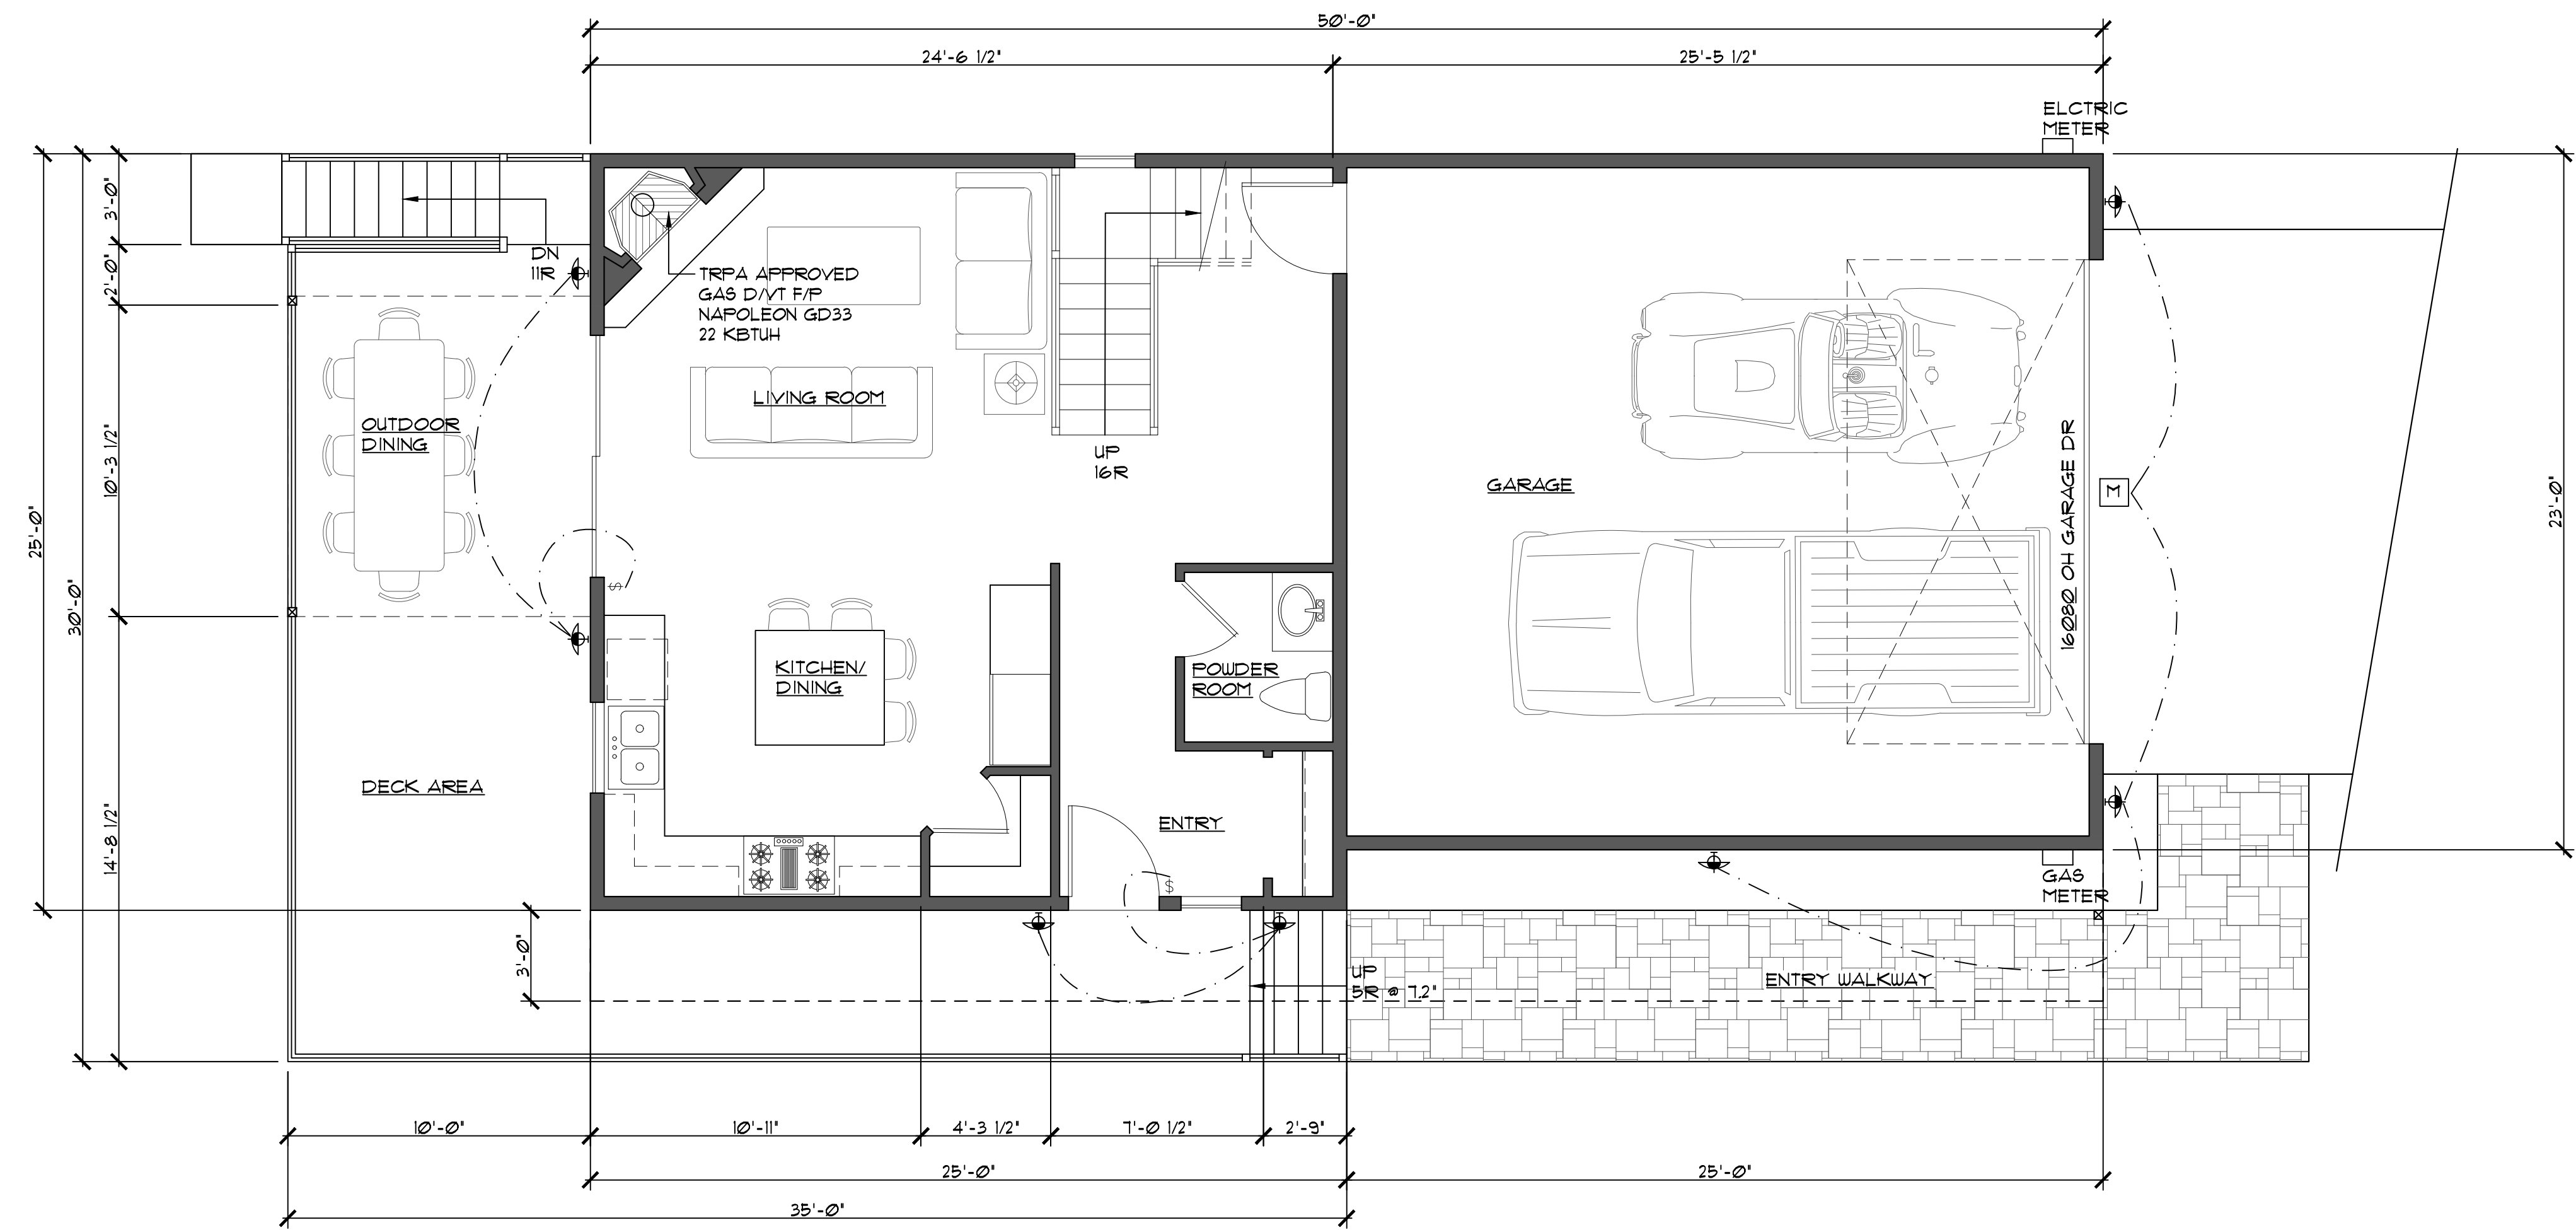 50'-0"
24'-6 1/2"
25'-5 1/2"
ELCTRIC
METER
3'-0"
2'-0"
10'-3 1/2"
14'-8 1/2"
25'-0"
30'-0"
23'-0"
DN
11R
TRPA APPROVED
GAS D/VT F/P
NAPOLEON GD33
22 KBTUH
OUTDOOR
DINING
LIVING ROOM
UP
16R
GARAGE
16080 OH GARAGE DR
M
$
KITCHEN/
DINING
POWDER
ROOM
DECK AREA
ENTRY
$
GAS
METER
3'-0"
UP
5R @ 7.2"
ENTRY WALKWAY
10'-0"
10'-11"
4'-3 1/2"
7'-0 1/2"
2'-9"
25'-0"
25'-0"
35'-0"